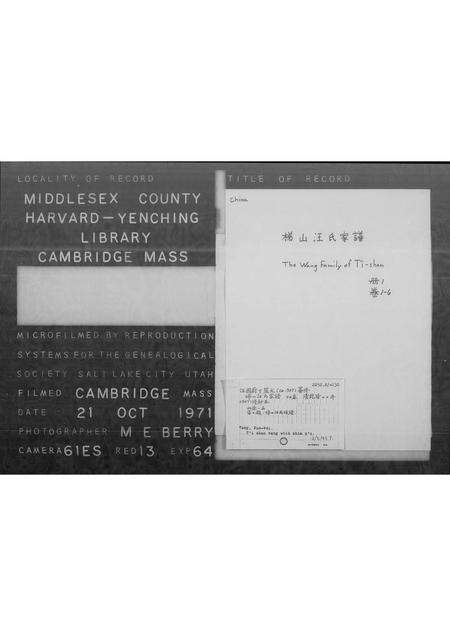 LOCALITY OF RECORD
MIDDLESEX COUNTY
HARVARD—YENCHING
LIBRARY
CAMBRIDGE MASS
MICROFILMED BY REPRODUCTION
SYSTEMS FOR THE GENEALOGICAL
SOCIETY SALT LAKE CITY UTAH
FILMED CAMBRIDGE MASS
DATE 21 OCT 1971
PHOTOGRAPHER M E BERRY
CAMERA 61ES RED 13 EXP 64
TITLE OF RECORD
China
梯山汪氏家譜
The Wang Family of Ti-shan
册1
卷1-6